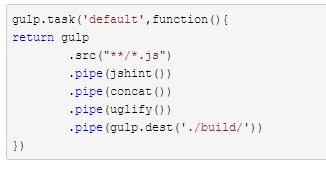 gulp.task('default',function(){
return gulp
        .src("**/*.js")
        .pipe(jshint())
        .pipe(concat())
        .pipe(uglify())
        .pipe(gulp.dest('./build/'))
})